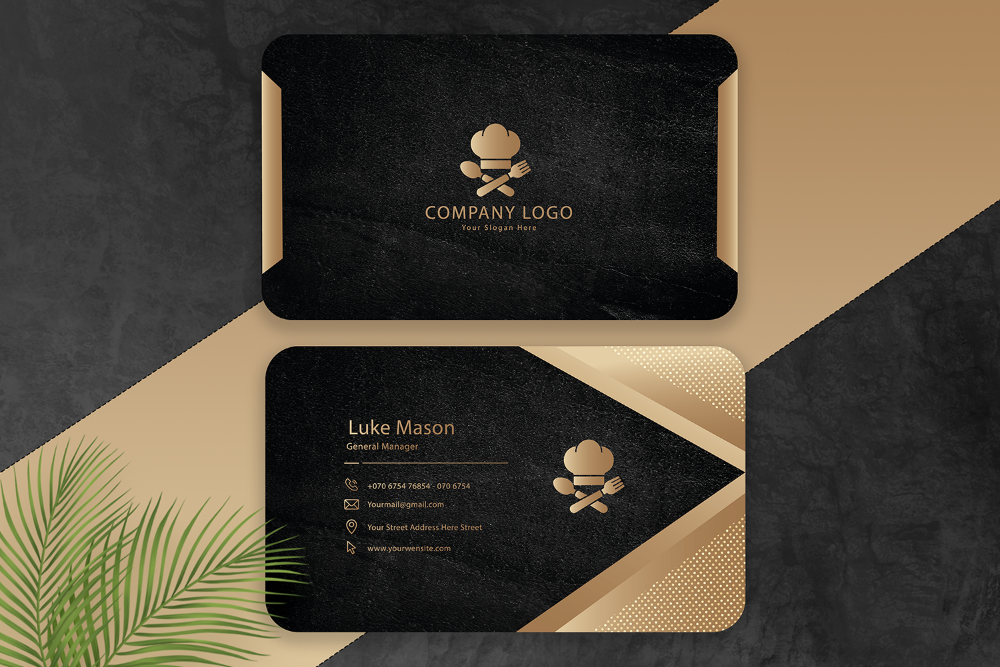 COMPANY LOGO
Your Slogan Here
Luke Mason
General Manager
+070 6754 76854 - 070 6754
Yourmail@gmail.com
Your Street Address Here Street
www.yourwensite.com